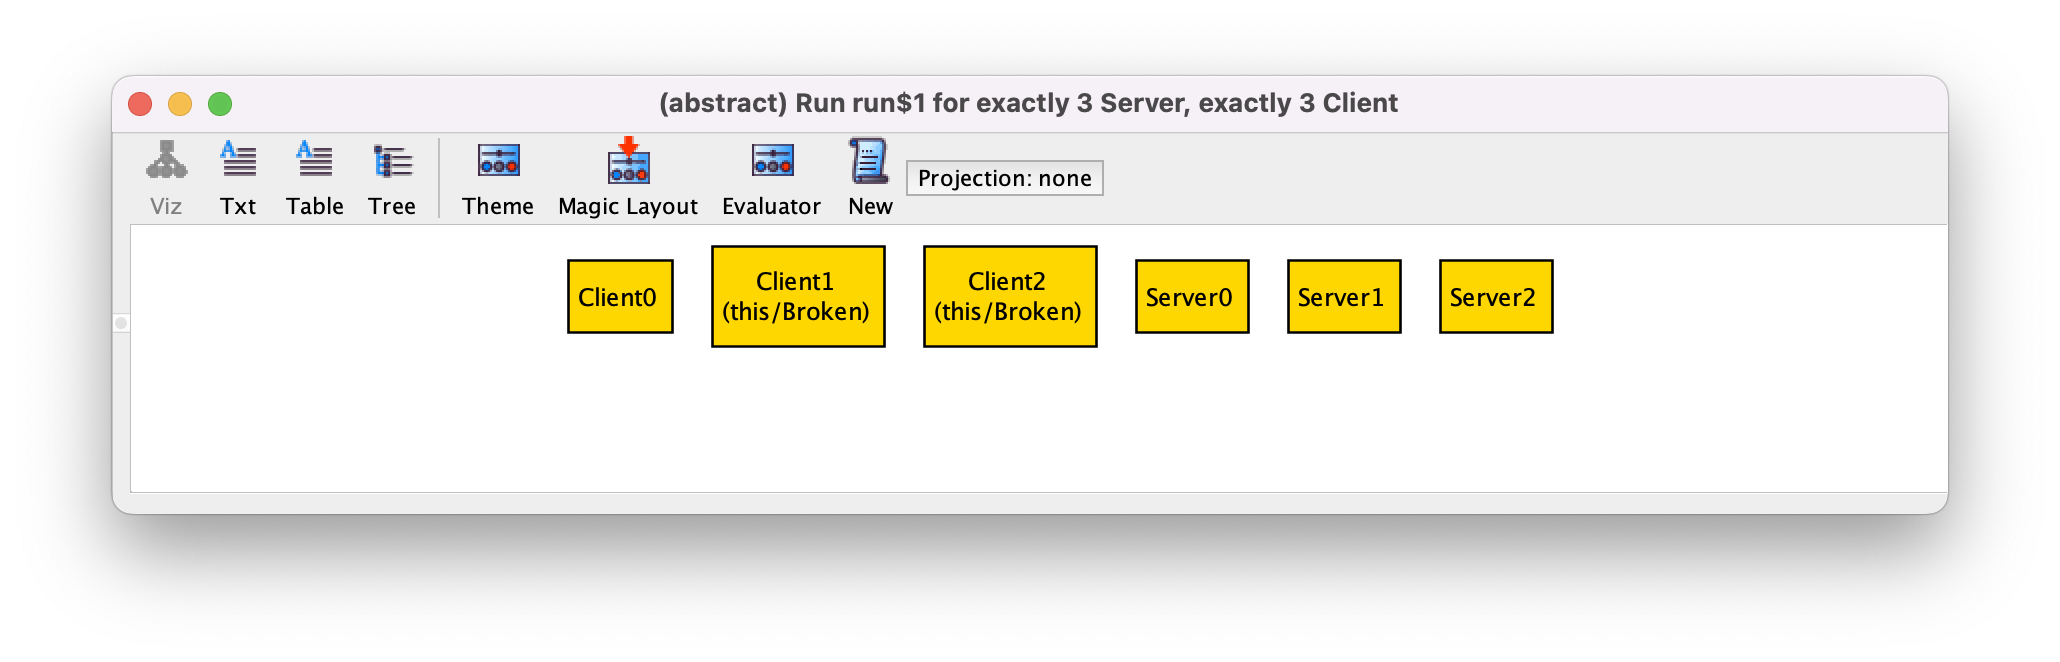 (abstract) Run run$1 for exactly 3 Server, exactly 3 Client
Viz Txt Table Tree Theme Magic Layout Evaluator New Projection: none
Client0
Client1
(this/Broken)
Client2
(this/Broken)
Server0
Server1
Server2